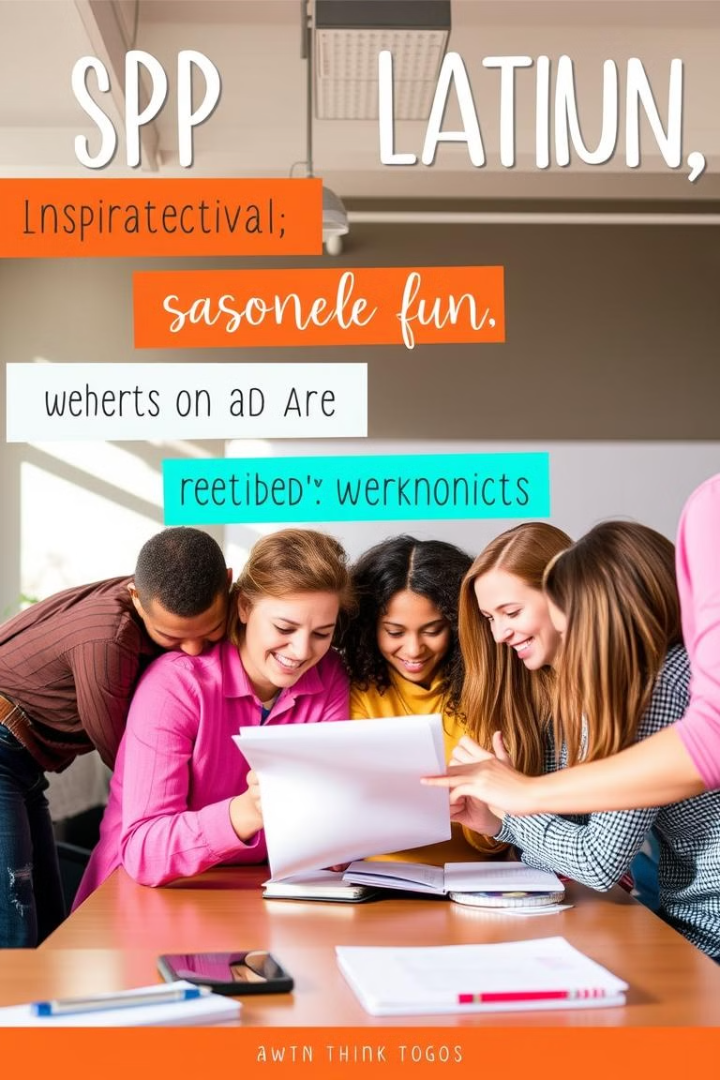 SPP LATIUN,
Inspiratectival;
sasonele fun,
weherts on aD Are
reetibeD': werknonicts
AWTN THINK TOGOS